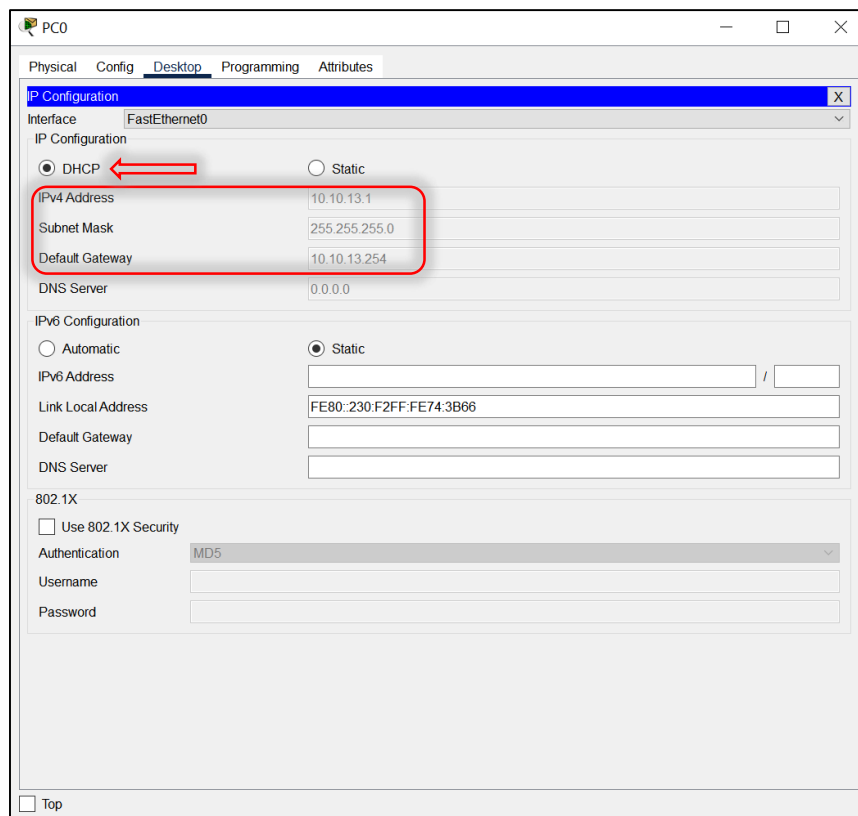 PC0
Physical Config Desktop Programming Attributes
IP Configuration X
Interface FastEthernet0
IP Configuration
DHCP Static
IPv4 Address 10.10.13.1
Subnet Mask 255.255.255.0
Default Gateway 10.10.13.254
DNS Server 0.0.0.0
IPv6 Configuration
Automatic Static
IPv6 Address /
Link Local Address FE80::230:F2FF:FE74:3B66
Default Gateway
DNS Server
802.1X
Use 802.1X Security
Authentication MD5
Username
Password
Top